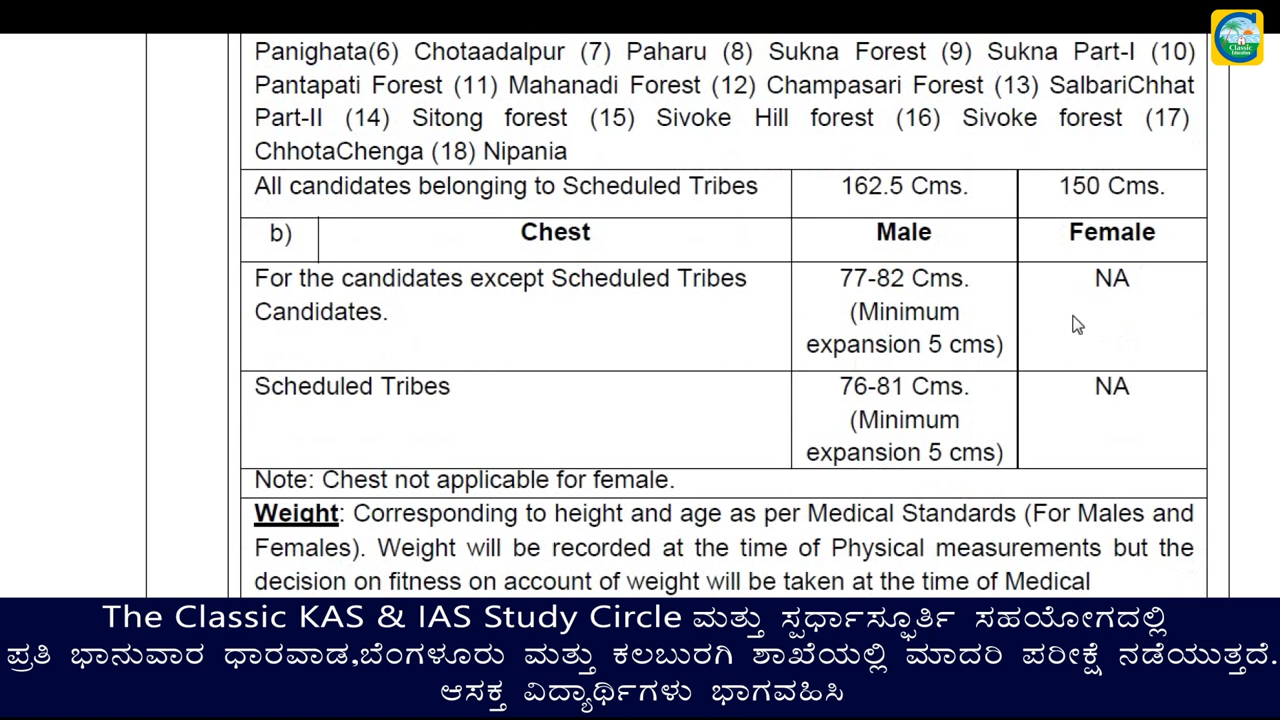 Classic
Education
Panighata(6) Chotaadalpur (7) Paharu (8) Sukna Forest (9) Sukna Part-I (10)
Pantapati Forest (11) Mahanadi Forest (12) Champasari Forest (13) SalbariChhat
Part-II (14) Sitong forest (15) Sivoke Hill forest (16) Sivoke forest (17)
ChhotaChenga (18) Nipania
All candidates belonging to Scheduled Tribes 162.5 Cms. 150 Cms.
b) Chest Male Female
For the candidates except Scheduled Tribes 77-82 Cms. NA
Candidates. (Minimum
expansion 5 cms)
Scheduled Tribes 76-81 Cms. NA
(Minimum
expansion 5 cms)
Note: Chest not applicable for female.
Weight: Corresponding to height and age as per Medical Standards (For Males and
Females). Weight will be recorded at the time of Physical measurements but the
decision on fitness on account of weight will be taken at the time of Medical
The Classic KAS & IAS Study Circle ಮತ್ತು ಸ್ಪರ್ಧಾಸ್ಫೂರ್ತಿ ಸಹಯೋಗದಲ್ಲಿ
ಪ್ರತಿ ಭಾನುವಾರ ಧಾರವಾಡ,ಬೆಂಗಳೂರು ಮತ್ತು ಕಲಬುರಗಿ ಶಾಖೆಯಲ್ಲಿ ಮಾದರಿ ಪರೀಕ್ಷೆ ನಡೆಯುತ್ತದೆ.
ಆಸಕ್ತ ವಿದ್ಯಾರ್ಥಿಗಳು ಭಾಗವಹಿಸಿ